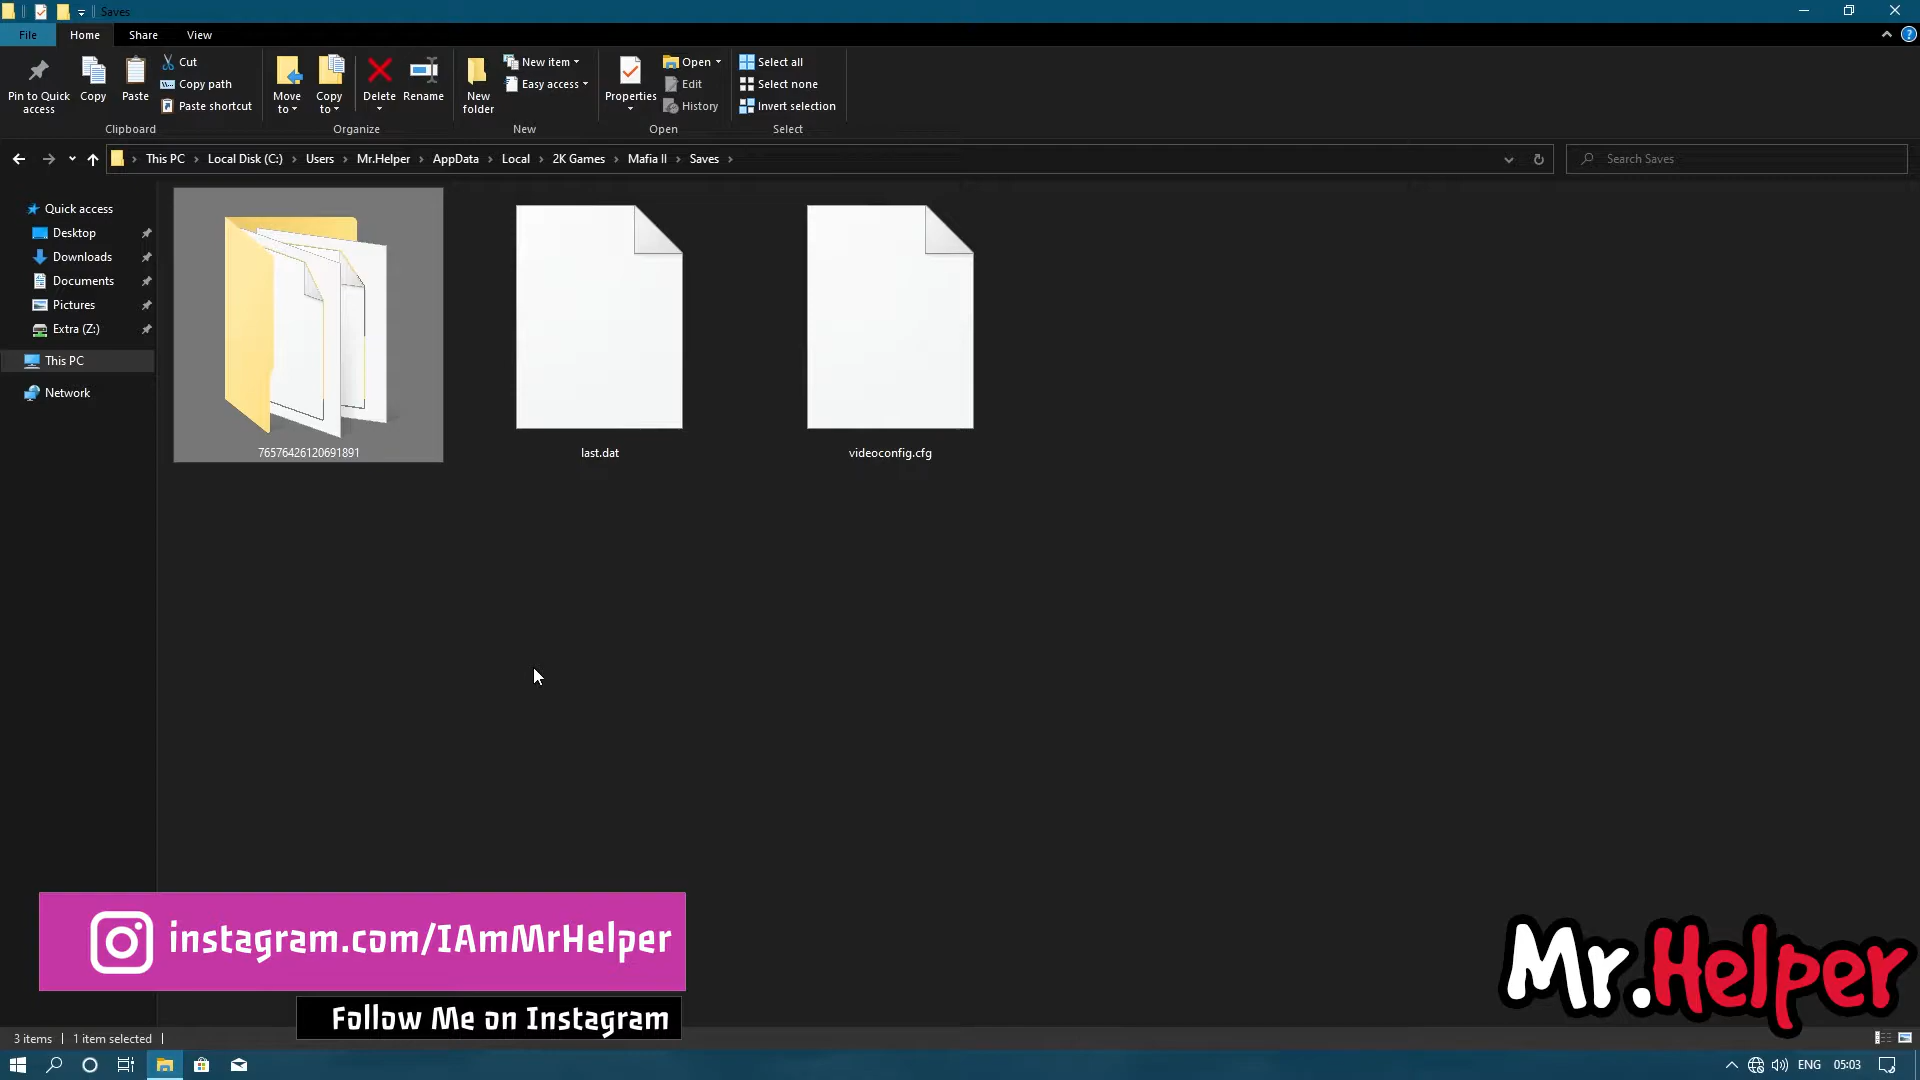 Saves
File Home Share View
Pin to Quick access
Copy
Paste
Cut
Copy path
Paste shortcut
Clipboard
Move to
Copy to
Delete
Rename
Organize
New folder
New item
Easy access
New
Properties
Open
Edit
History
Open
Select all
Select none
Invert selection
Select
This PC Local Disk (C:) Users Mr.Helper AppData Local 2K Games Mafia II Saves
Search Saves
Quick access
Desktop
Downloads
Documents
Pictures
Extra (Z:)
This PC
Network
76576426120691891
last.dat
videoconfig.cfg
instagram.com/IAmMrHelper
Follow Me on Instagram
Mr.Helper
3 items 1 item selected
ENG 05:03